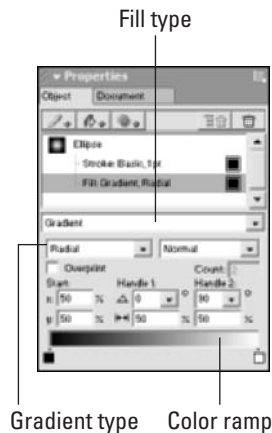 Fill type
Properties
Object Document
Ellipse
Stroke: Basic, 1pt
Fill: Gradient, Radial
Gradient
Radial Normal
Overprint Count: 2
Start: Handle 1: Handle 2:
x: 50 % 0 ° 90 °
y: 50 % 50 % 50 %
Gradient type Color ramp